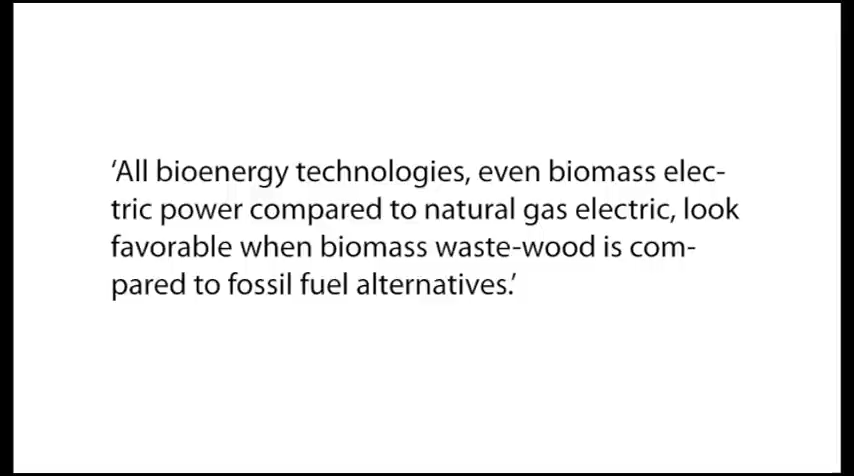 ‘All bioenergy technologies, even biomass elec-
tric power compared to natural gas electric, look
favorable when biomass waste-wood is com-
pared to fossil fuel alternatives.’